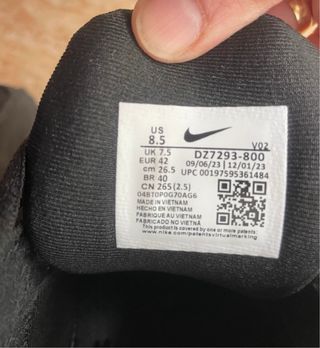 US
8.5
V02
UK 7.5 DZ7293-800
EUR 42 09/06/23 | 12/01/23
cm 26.5 UPC 00197595361484
BR 40
CN 265(2.5)
04BT0P0G70AG6
MADE IN VIETNAM
HECHO EN VIETNAM
FABRIQUÉ AU VIETNAM
FABRICADO NO VIETNAM
This product is covered by one or more patents. See
www.nike.com/patentsvirtualmarking